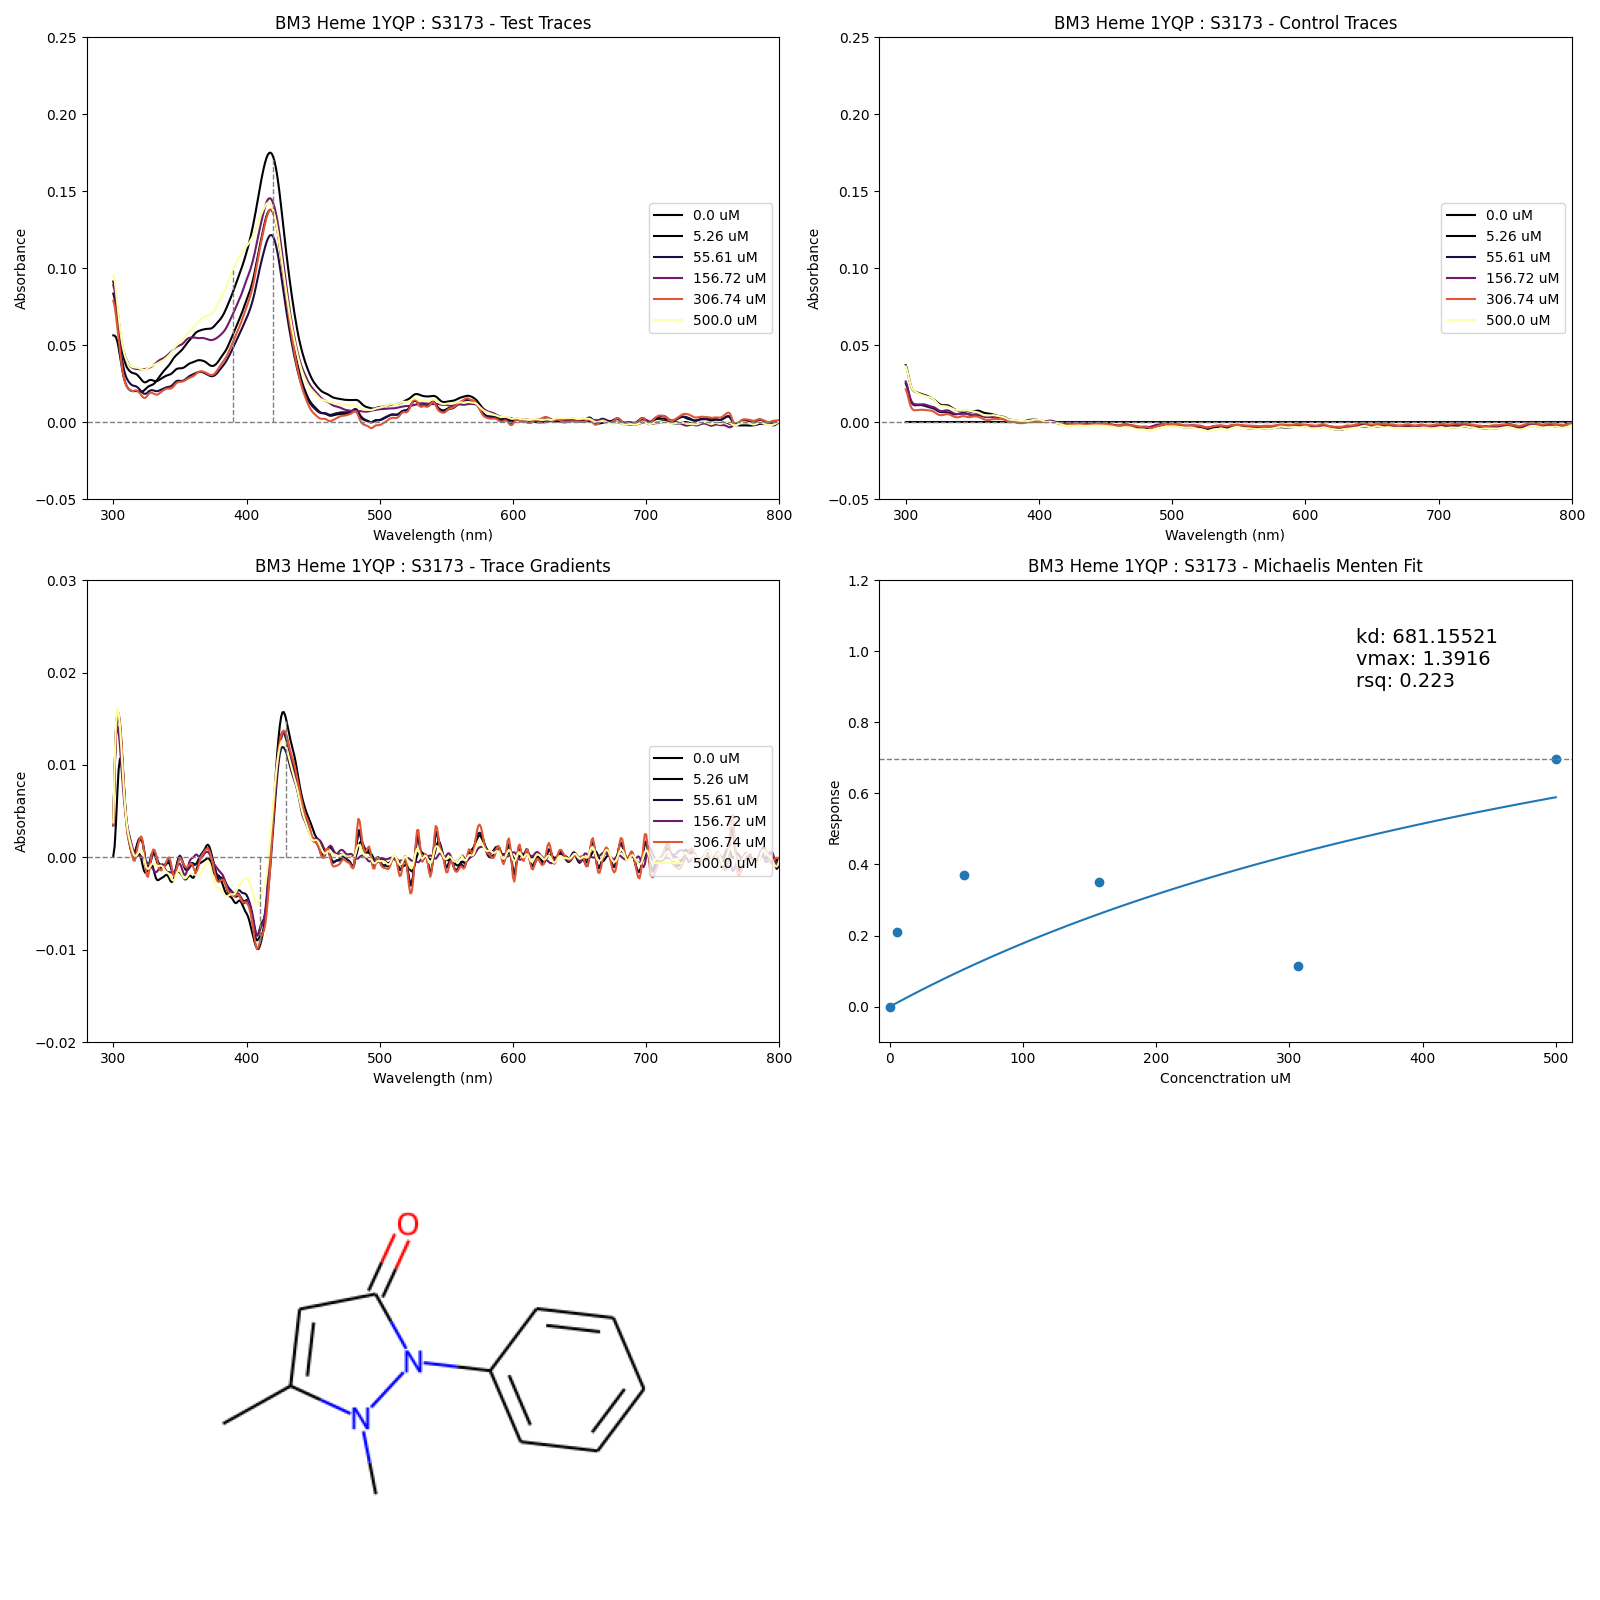 BM3 Heme 1YQP : S3173 - Test Traces
0.25
0.20
0.15
0.10
0.05
0.00
−0.05
Absorbance
300
400
500
600
700
800
Wavelength (nm)
0.0 uM
5.26 uM
55.61 uM
156.72 uM
306.74 uM
500.0 uM
BM3 Heme 1YQP : S3173 - Control Traces
0.25
0.20
0.15
0.10
0.05
0.00
−0.05
Absorbance
300
400
500
600
700
800
Wavelength (nm)
0.0 uM
5.26 uM
55.61 uM
156.72 uM
306.74 uM
500.0 uM
BM3 Heme 1YQP : S3173 - Trace Gradients
0.03
0.02
0.01
0.00
−0.01
−0.02
Absorbance
300
400
500
600
700
800
Wavelength (nm)
0.0 uM
5.26 uM
55.61 uM
156.72 uM
306.74 uM
500.0 uM
BM3 Heme 1YQP : S3173 - Michaelis Menten Fit
1.2
1.0
0.8
0.6
0.4
0.2
0.0
Response
0
100
200
300
400
500
Concenctration uM
kd: 681.15521
vmax: 1.3916
rsq: 0.223
O
N
N